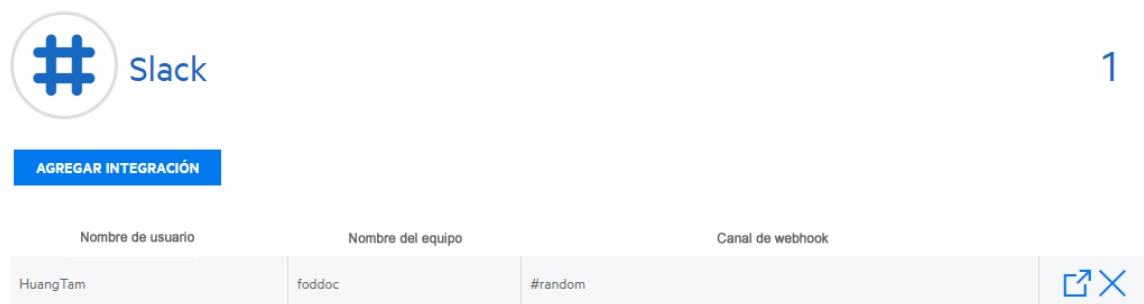 Slack
1
AGREGAR INTEGRACIÓN
Nombre de usuario Nombre del equipo Canal de webhook
HuangTam foddoc #random